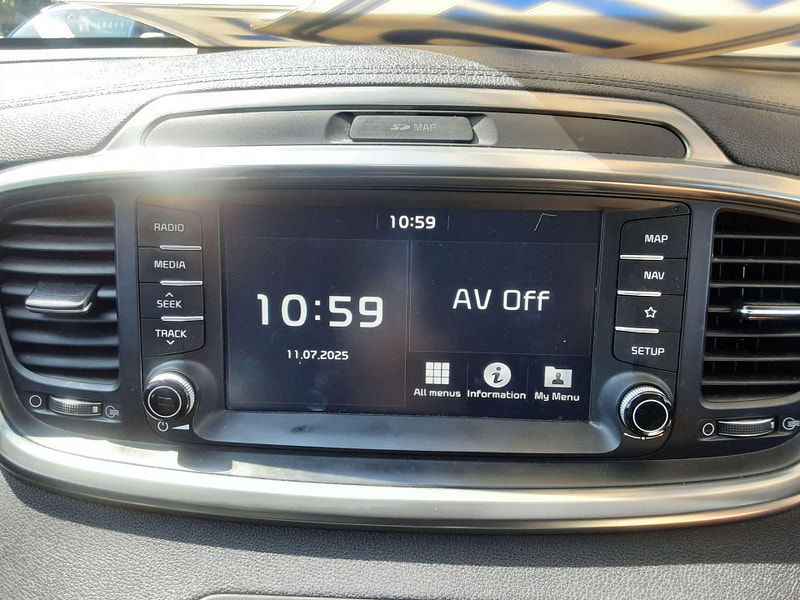 SD MAP
10:59
RADIO
MEDIA
SEEK
TRACK
10:59
11.07.2025
AV Off
All menus
Information
My Menu
MAP
NAV
SETUP